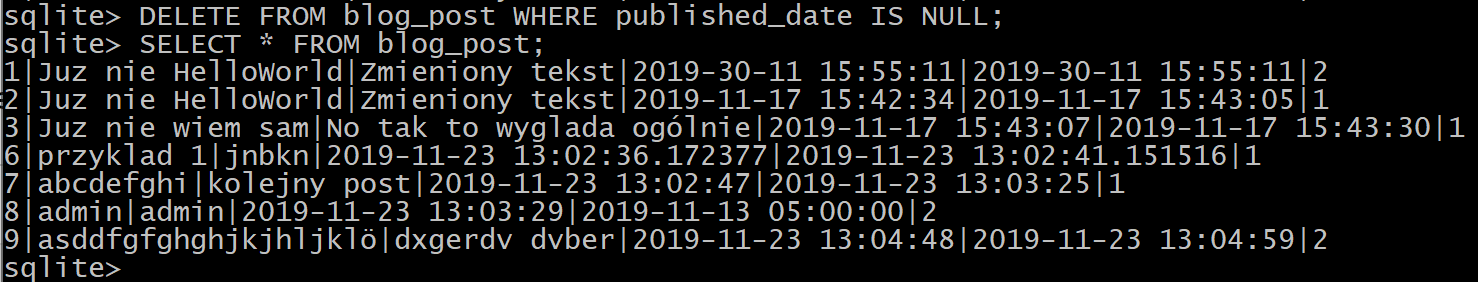 sqlite> DELETE FROM blog_post WHERE published_date IS NULL;
sqlite> SELECT * FROM blog_post;
1|Juz nie HelloWorld|Zmieniony tekst|2019-30-11 15:55:11|2019-30-11 15:55:11|2
2|Juz nie HelloWorld|Zmieniony tekst|2019-11-17 15:42:34|2019-11-17 15:43:05|1
3|Juz nie wiem sam|No tak to wyglada ogólnie|2019-11-17 15:43:07|2019-11-17 15:43:30|1
6|przyklad 1|jnbkn|2019-11-23 13:02:36.172377|2019-11-23 13:02:41.151516|1
7|abcdefghi|kolejny post|2019-11-23 13:02:47|2019-11-23 13:03:25|1
8|admin|admin|2019-11-23 13:03:29|2019-11-13 05:00:00|2
9|asddfgfghghjkjhljklö|dxgerdv dvber|2019-11-23 13:04:48|2019-11-23 13:04:59|2
sqlite>